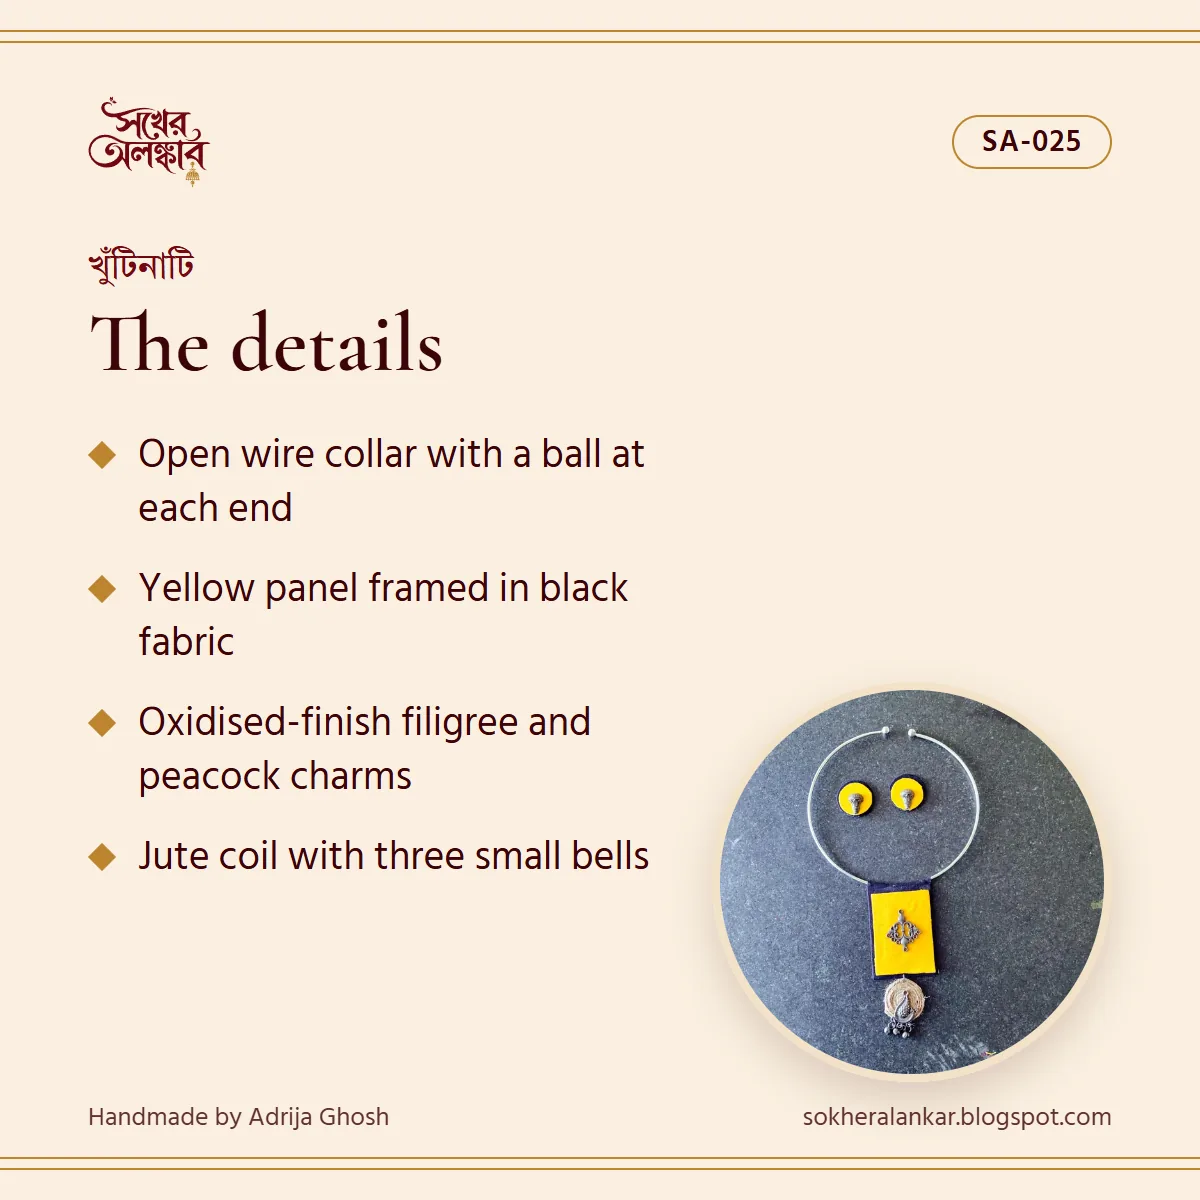 সখের
অলঙ্কার
SA-025
খুঁটিনাটি
The details
Open wire collar with a ball at
each end
Yellow panel framed in black
fabric
Oxidised-finish filigree and
peacock charms
Jute coil with three small bells
Handmade by Adrija Ghosh
sokheralankar.blogspot.com